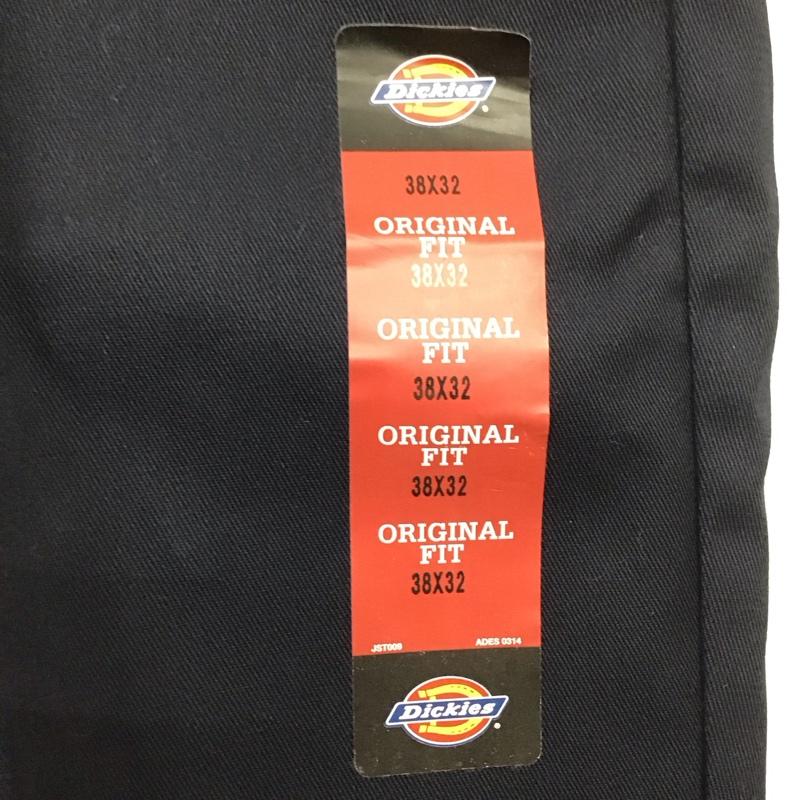 Dickies
38X32
ORIGINAL
FIT
38X32
ORIGINAL
FIT
38X32
ORIGINAL
FIT
38X32
ORIGINAL
FIT
38X32
JST009 ADES 0314
Dickies